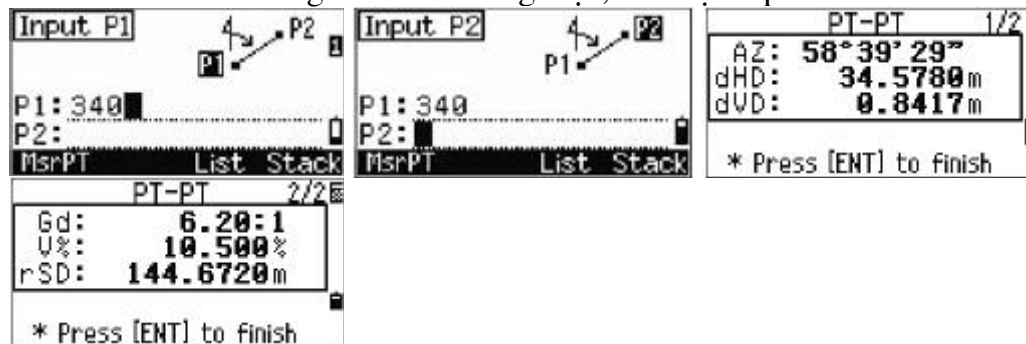 Input P1
P2
P1
1
P1: 340
P2:
MsrPT List Stack
Input P2
P2
P1
P1: 340
P2:
MsrPT List Stack
PT-PT 1/2
AZ: 58°39'29"
dHD: 34.5780m
dVD: 0.8417m
* Press [ENT] to finish
PT-PT 2/2
Gd: 6.20:1
V%: 10.500%
rSD: 144.6720m
* Press [ENT] to finish